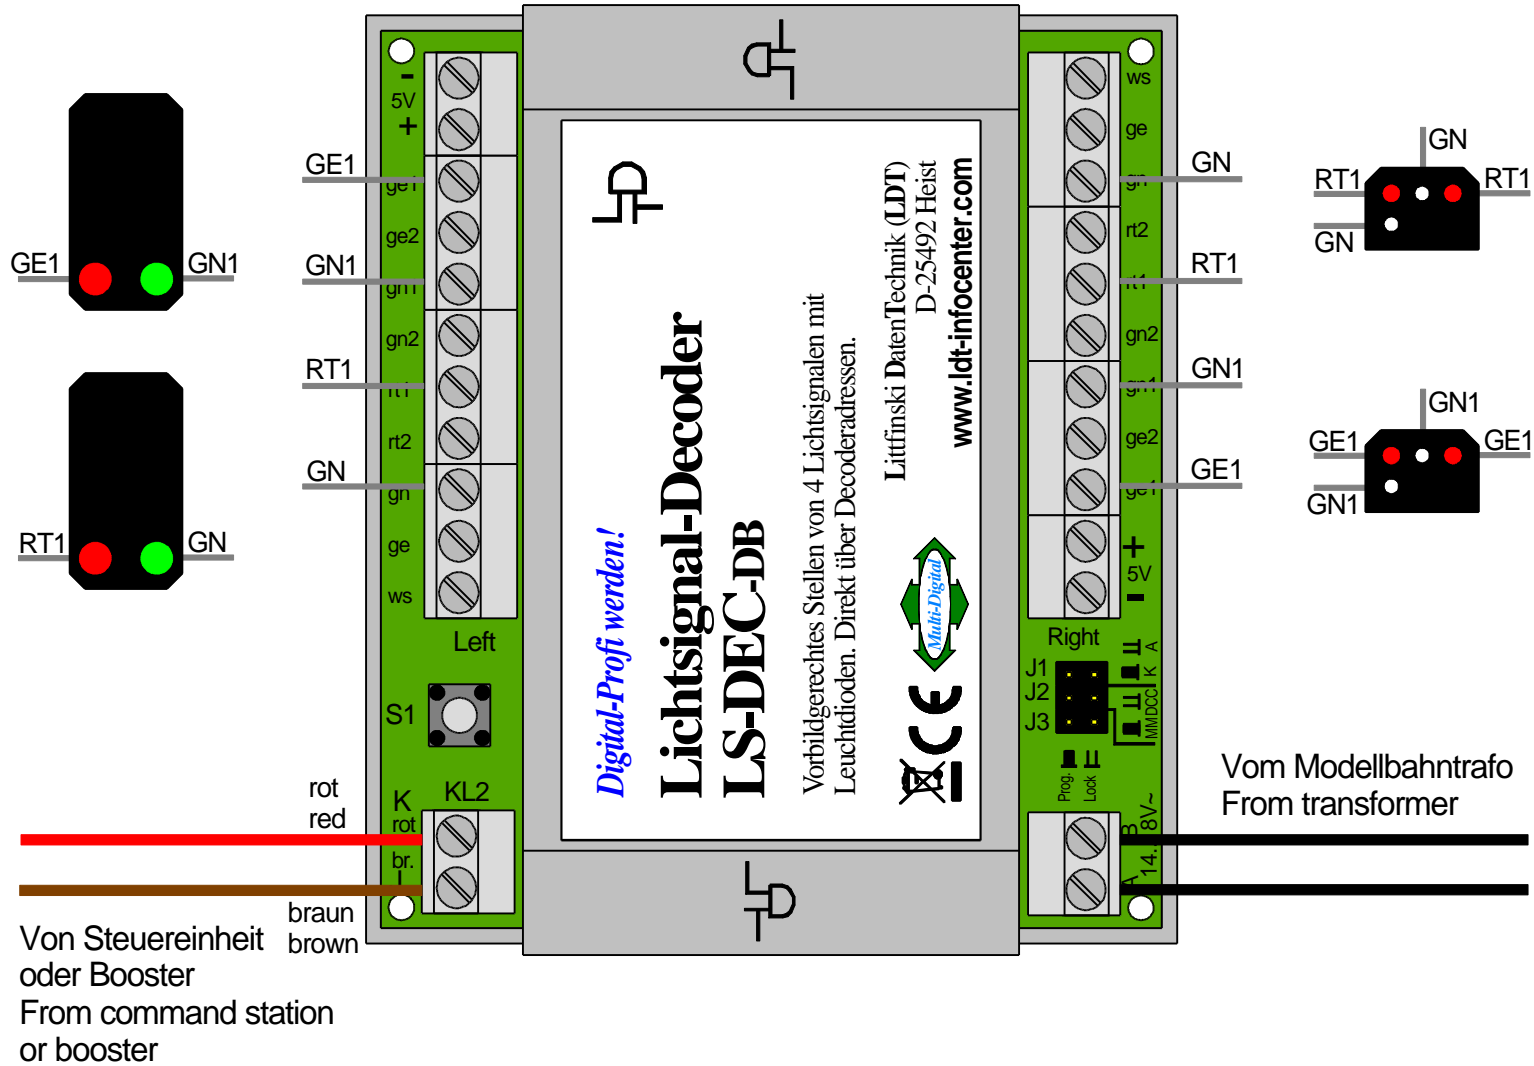 -
5V
+
GE1
ge1
ge2
GN1
gn1
gn2
RT1
rt1
rt2
GN
gn
ge
ws
Left
S1
K
KL2
rot
br.
GE1
GN1
RT1
GN
rot
red
braun
brown
Von Steuereinheit
oder Booster
From command station
or booster
Digital-Profi werden!
Lichtsignal-Decoder
LS-DEC-DB
Vorbildgerechtes Stellen von 4 Lichtsignalen mit
Leuchtdioden. Direkt über Decoderadressen.
Littfinski DatenTechnik (LDT)
D-25492 Heist
www.ldt-infocenter.com
Multi-Digital
CE
ws
ge
GN
gn
rt2
RT1
rt1
gn2
GN1
gn1
ge2
GE1
ge1
+
5V
-
Right
J1
J2
J3
A
K
DCC
MM
Prog.
Lock
B
A
GN
RT1
RT1
GN
GN1
GE1
GE1
GN1
Vom Modellbahntrafo
From transformer